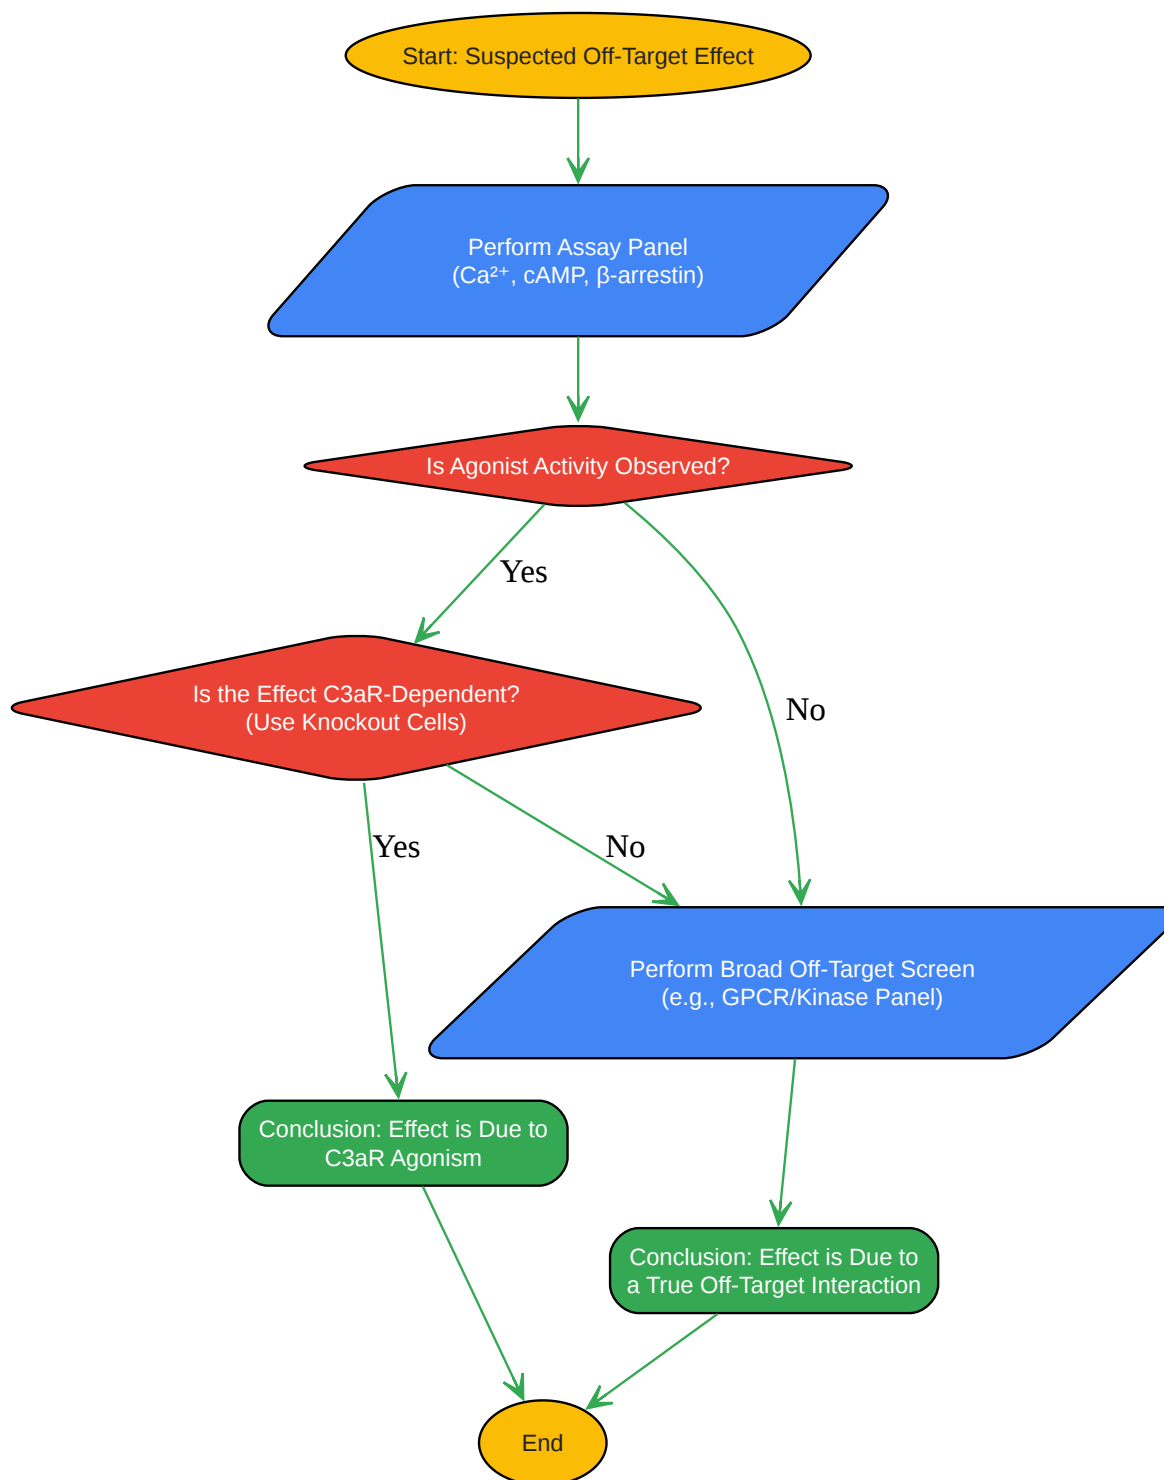 Start: Suspected Off-Target Effect
Perform Assay Panel
(Ca²⁺, cAMP, β-arrestin)
Is Agonist Activity Observed?
Yes
Is the Effect C3aR-Dependent?
(Use Knockout Cells)
No
Yes
No
Perform Broad Off-Target Screen
(e.g., GPCR/Kinase Panel)
Conclusion: Effect is Due to
C3aR Agonism
Conclusion: Effect is Due to
a True Off-Target Interaction
End